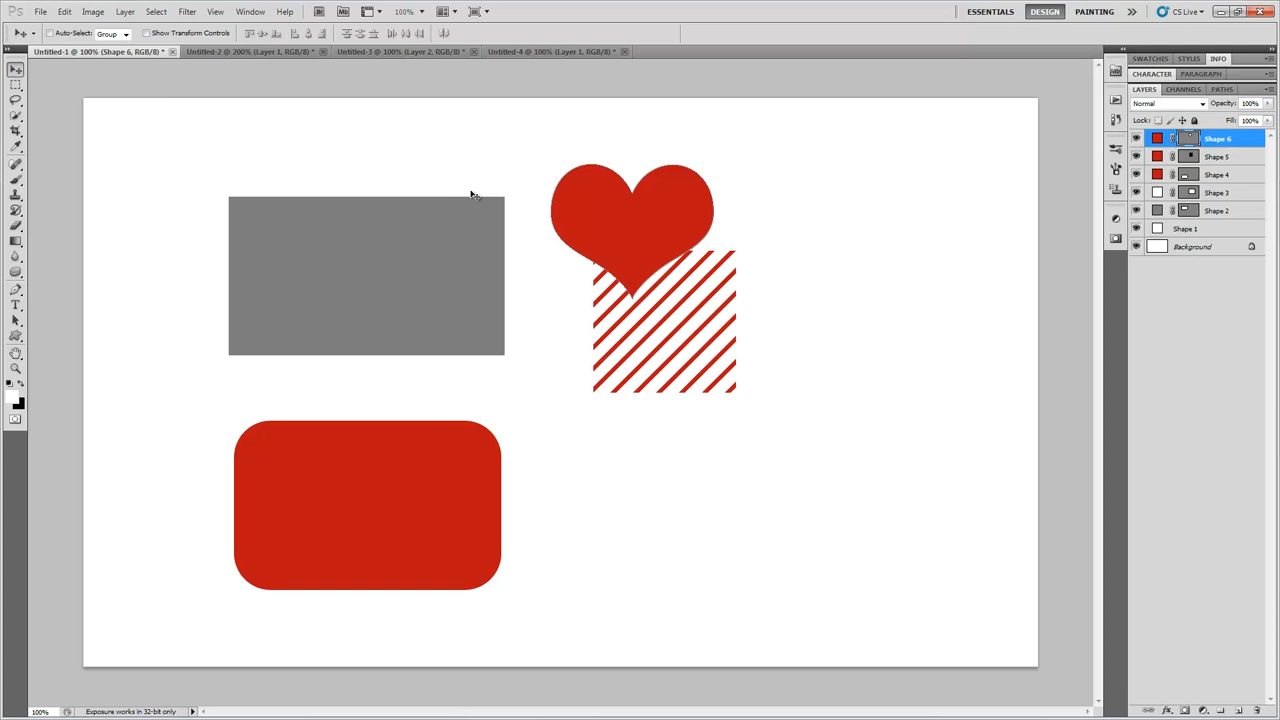 Ps File Edit Image Layer Select Filter Analysis 3D View Window Help Mb 100% ESSENTIALS DESIGN PAINTING CS Live
Auto-Select: Group Show Transform Controls
Untitled-1 @ 100% (Shape 6, RGB/8) * Untitled-2 @ 200% (Layer 1, RGB/8) * Untitled-3 @ 100% (Layer 2, RGB/8) * Untitled-4 @ 100% (Layer 1, RGB/8) *
SWATCHES STYLES INFO
CHARACTER PARAGRAPH
LAYERS CHANNELS PATHS
Normal Opacity: 100%
Lock: Fill: 100%
Shape 6
Shape 5
Shape 4
Shape 3
Shape 2
Shape 1
Background
100% Exposure works in 32-bit only